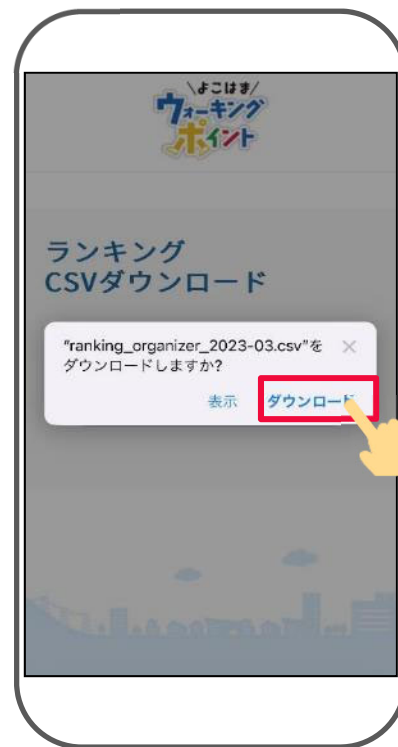 \よこはま/
ウォーキング
ポイント
ランキング
CSVダウンロード
"ranking_organizer_2023-03.csv"を
ダウンロードしますか?
表示 ダウンロード